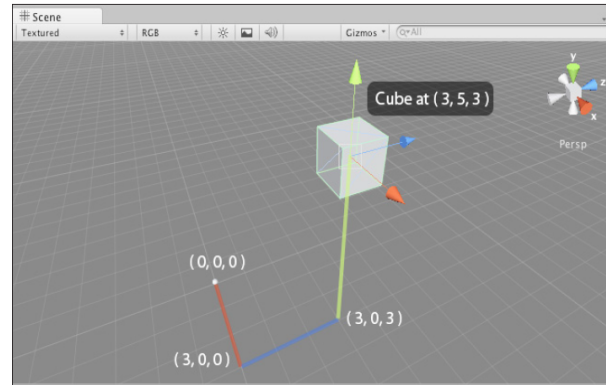 Scene
Textured RGB Gizmos All
y
Cube at ( 3, 5, 3 )
z
x
Persp
( 0, 0, 0 )
( 3, 0, 3 )
( 3, 0, 0 )